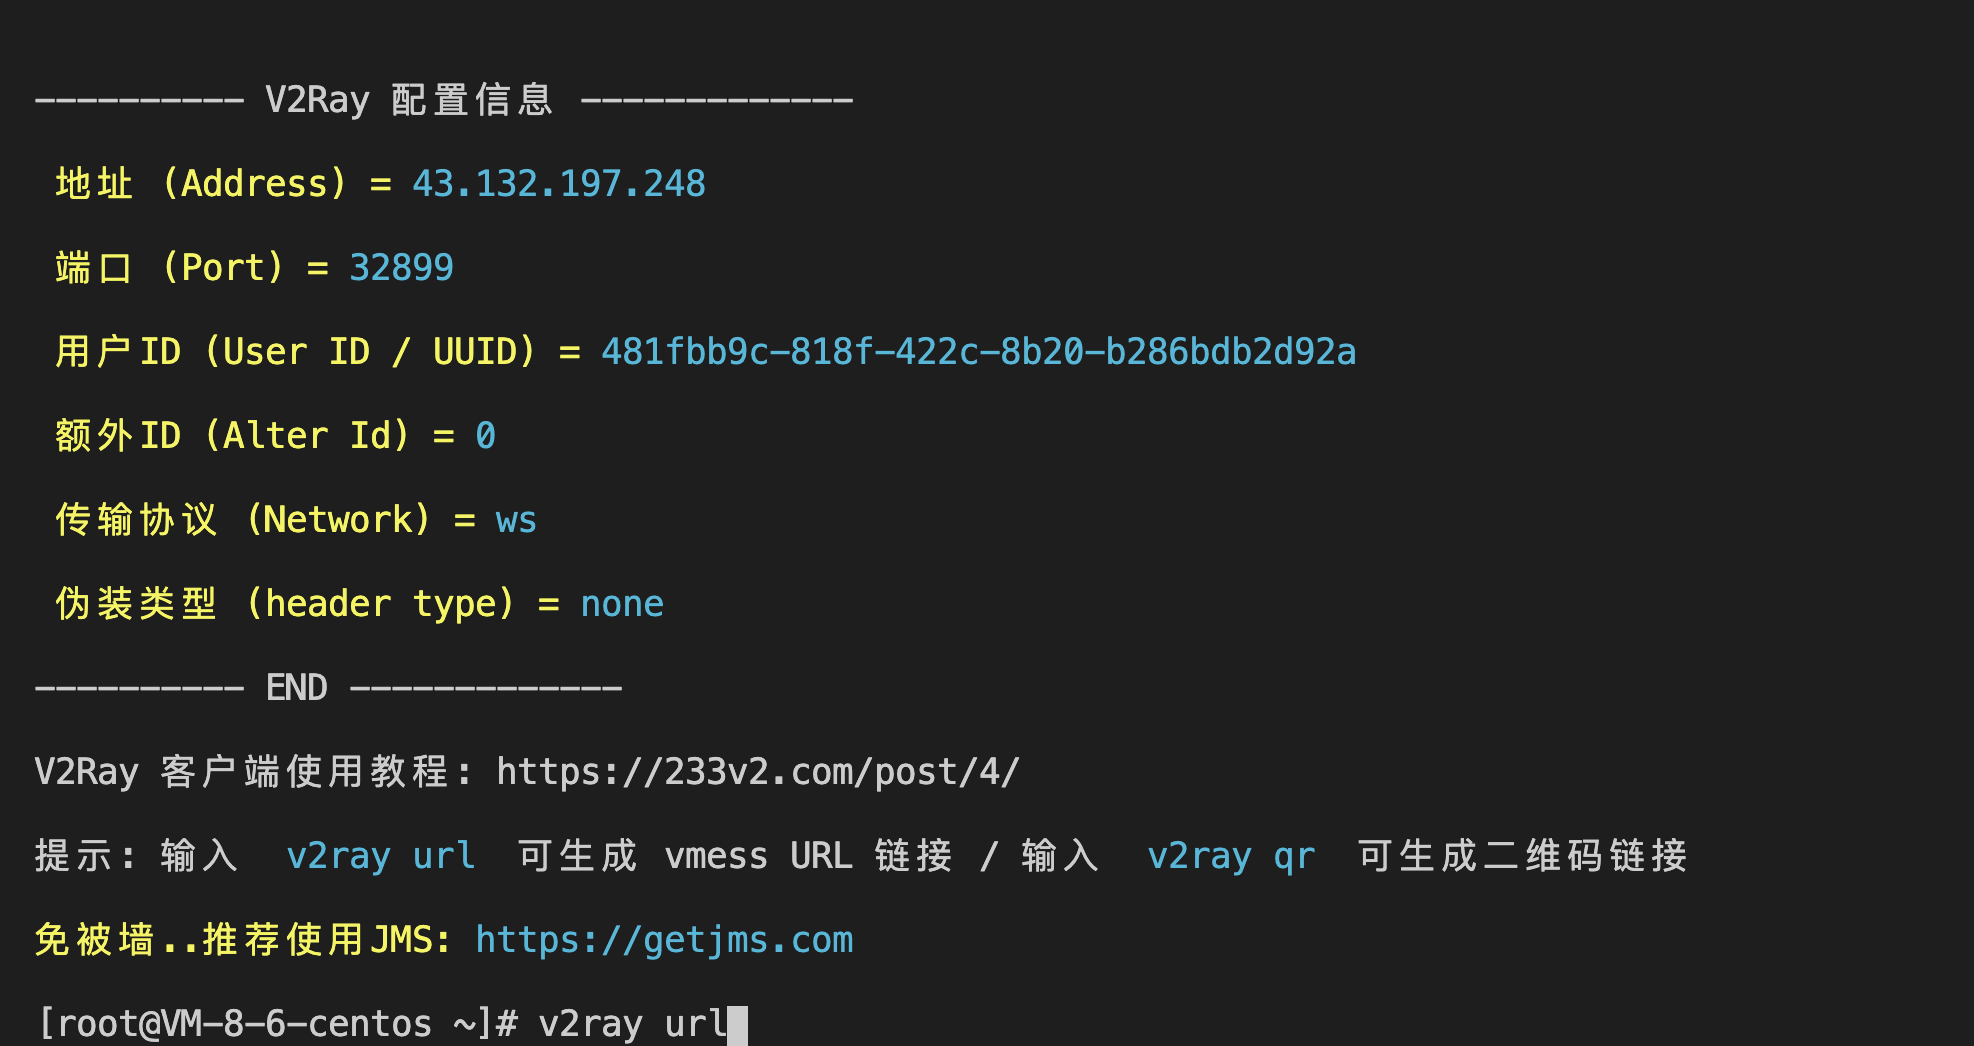 ---------- V2Ray 配置信息 -------------
地址 (Address) = 43.132.197.248
端口 (Port) = 32899
用户ID (User ID / UUID) = 481fbb9c-818f-422c-8b20-b286bdb2d92a
额外ID (Alter Id) = 0
传输协议 (Network) = ws
伪装类型 (header type) = none
---------- END -------------
V2Ray 客户端使用教程: https://233v2.com/post/4/
提示: 输入  v2ray url  可生成 vmess URL 链接 / 输入  v2ray qr  可生成二维码链接
免被墙..推荐使用JMS: https://getjms.com
[root@VM-8-6-centos ~]# v2ray url